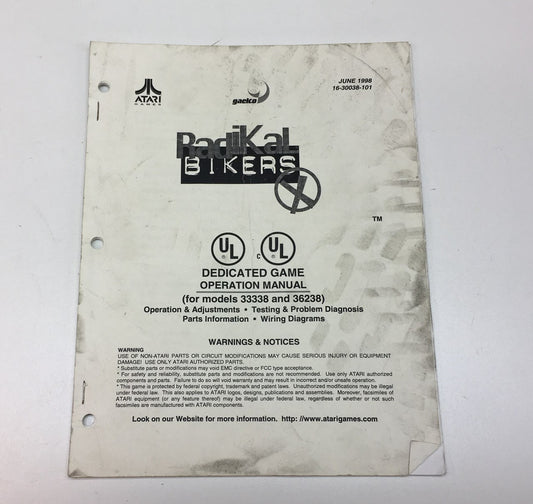 ATARI
GAMES
gaelco
JUNE 1998
16-30038-101
RadiKal
BIKERS
TM
UL
®
C UL
®
DEDICATED GAME
OPERATION MANUAL
(for models 33338 and 36238)
Operation & Adjustments • Testing & Problem Diagnosis
Parts Information • Wiring Diagrams
WARNINGS & NOTICES
WARNING
USE OF NON-ATARI PARTS OR CIRCUIT MODIFICATIONS MAY CAUSE SERIOUS INJURY OR EQUIPMENT
DAMAGE! USE ONLY ATARI AUTHORIZED PARTS.
* Substitute parts or modifications may void EMC directive or FCC type acceptance.
* For safety and reliability, substitute parts and modifications are not recommended. Use only ATARI authorized
components and parts. Failure to do so will void warranty and may result in incorrect and/or unsafe operation.
* This game is protected by federal copyright, trademark and patent laws. Unauthorized modifications may be illegal
under federal law. This also applies to ATARI logos, designs, publications and assemblies. Moreover, facsimiles of
ATARI equipment (or any feature thereof) may be illegal under federal law, regardless of whether or not such
facsimiles are manufactured with ATARI components.
Look on our Website for more information. http: //www.atarigames.com